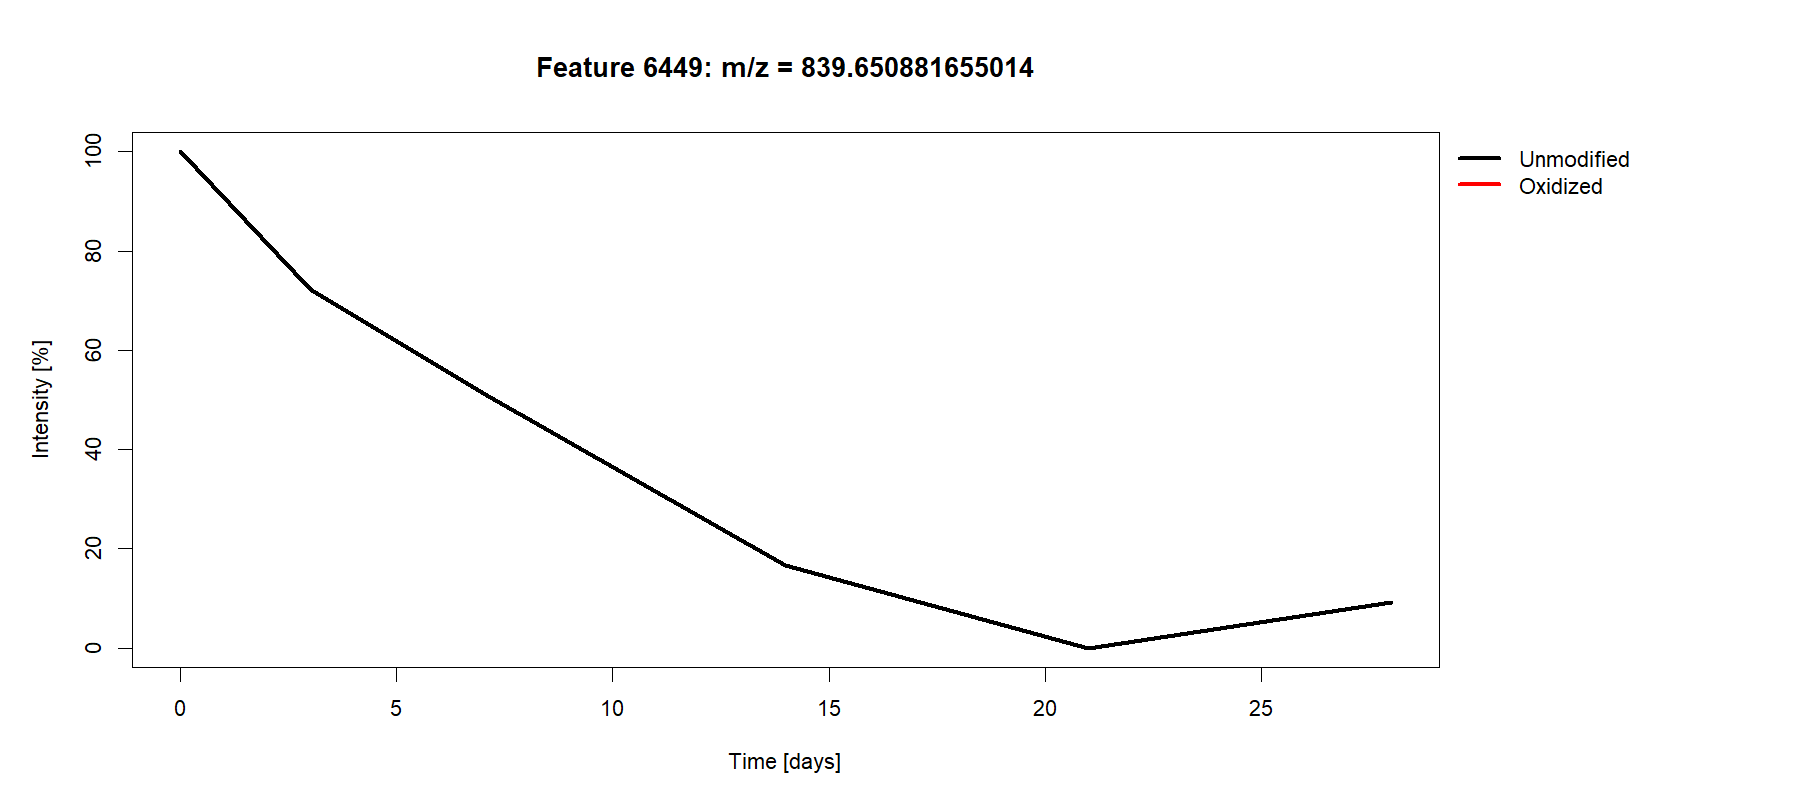 Feature 6449: m/z = 839.650881655014
Unmodified
Oxidized
Intensity [%]
100
80
60
40
20
0
0 5 10 15 20 25
Time [days]